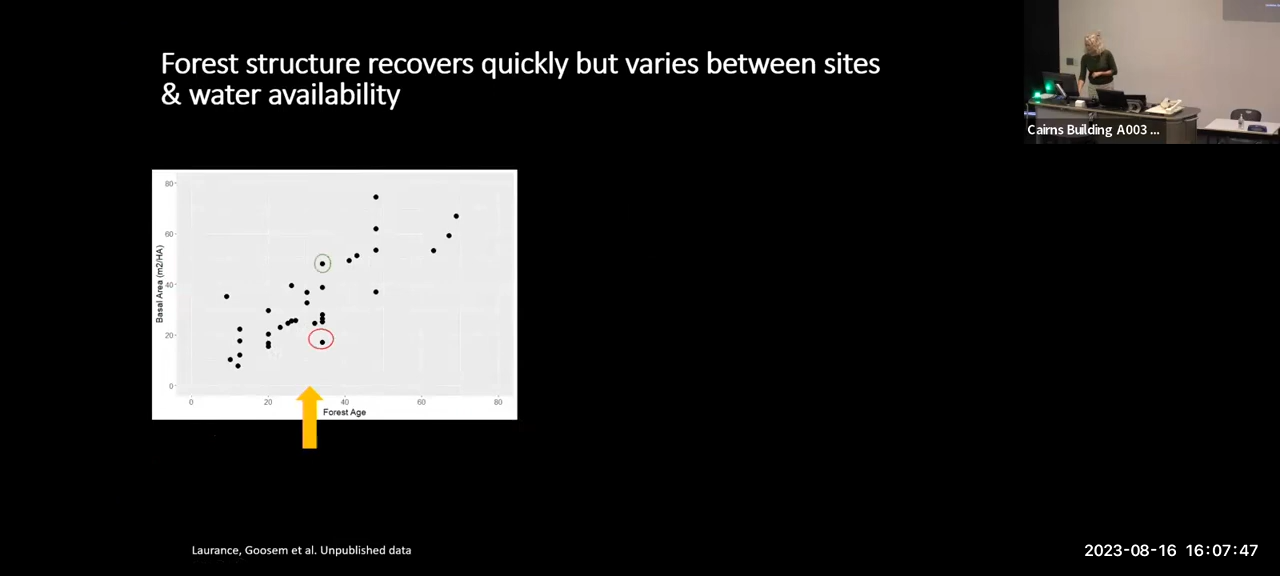 Forest structure recovers quickly but varies between sites
& water availability
Cairns Building A003 ...
80
60
40
20
0
Basal Area (m2/HA)
0 20 40 60 80
Forest Age
Laurance, Goosem et al. Unpublished data
2023-08-16 16:07:47